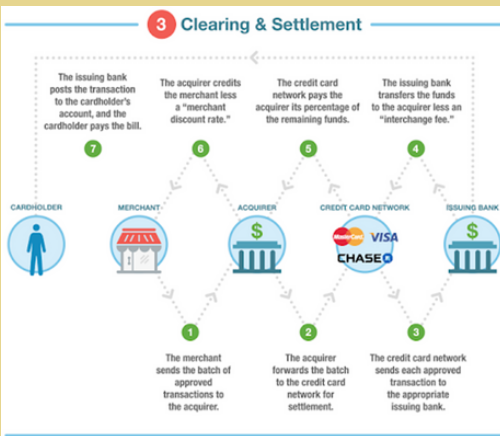 3 Clearing & Settlement
The issuing bank
posts the transaction
to the cardholder's
account, and the
cardholder pays the bill.
7
The acquirer credits
the merchant less
a "merchant
discount rate."
6
The credit card
network pays the
acquirer its percentage of
the remaining funds.
5
The issuing bank
transfers the funds
to the acquirer less an
"interchange fee."
4
CARDHOLDER
MERCHANT
ACQUIRER
CREDIT CARD NETWORK
ISSUING BANK
$
MasterCard VISA
CHASE
$
1
The merchant
sends the batch of
approved
transactions to
the acquirer.
2
The acquirer
forwards the batch
to the credit card
network for
settlement.
3
The credit card network
sends each approved
transaction to
the appropriate
issuing bank.